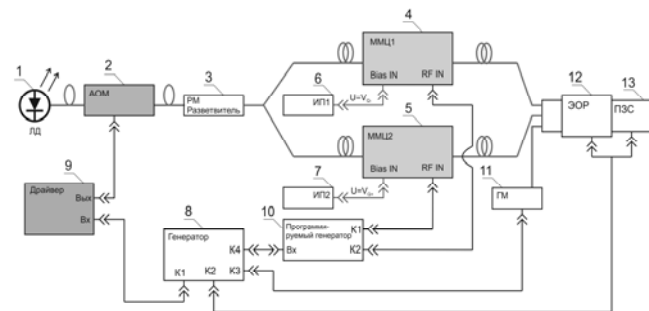 1
ЛД
2
АОМ
3
РМ
Разветвитель
4
ММЦ1
Bias IN
RF IN
6
ИП1
5
ММЦ2
Bias IN
RF IN
7
ИП2
12
ЭОР
13
ПЗС
11
ГМ
9
Драйвер
Вых
Вх
8
Генератор
К4
К1
К2
К3
10
Программи-
руемый генератор
Вх
К1
К2